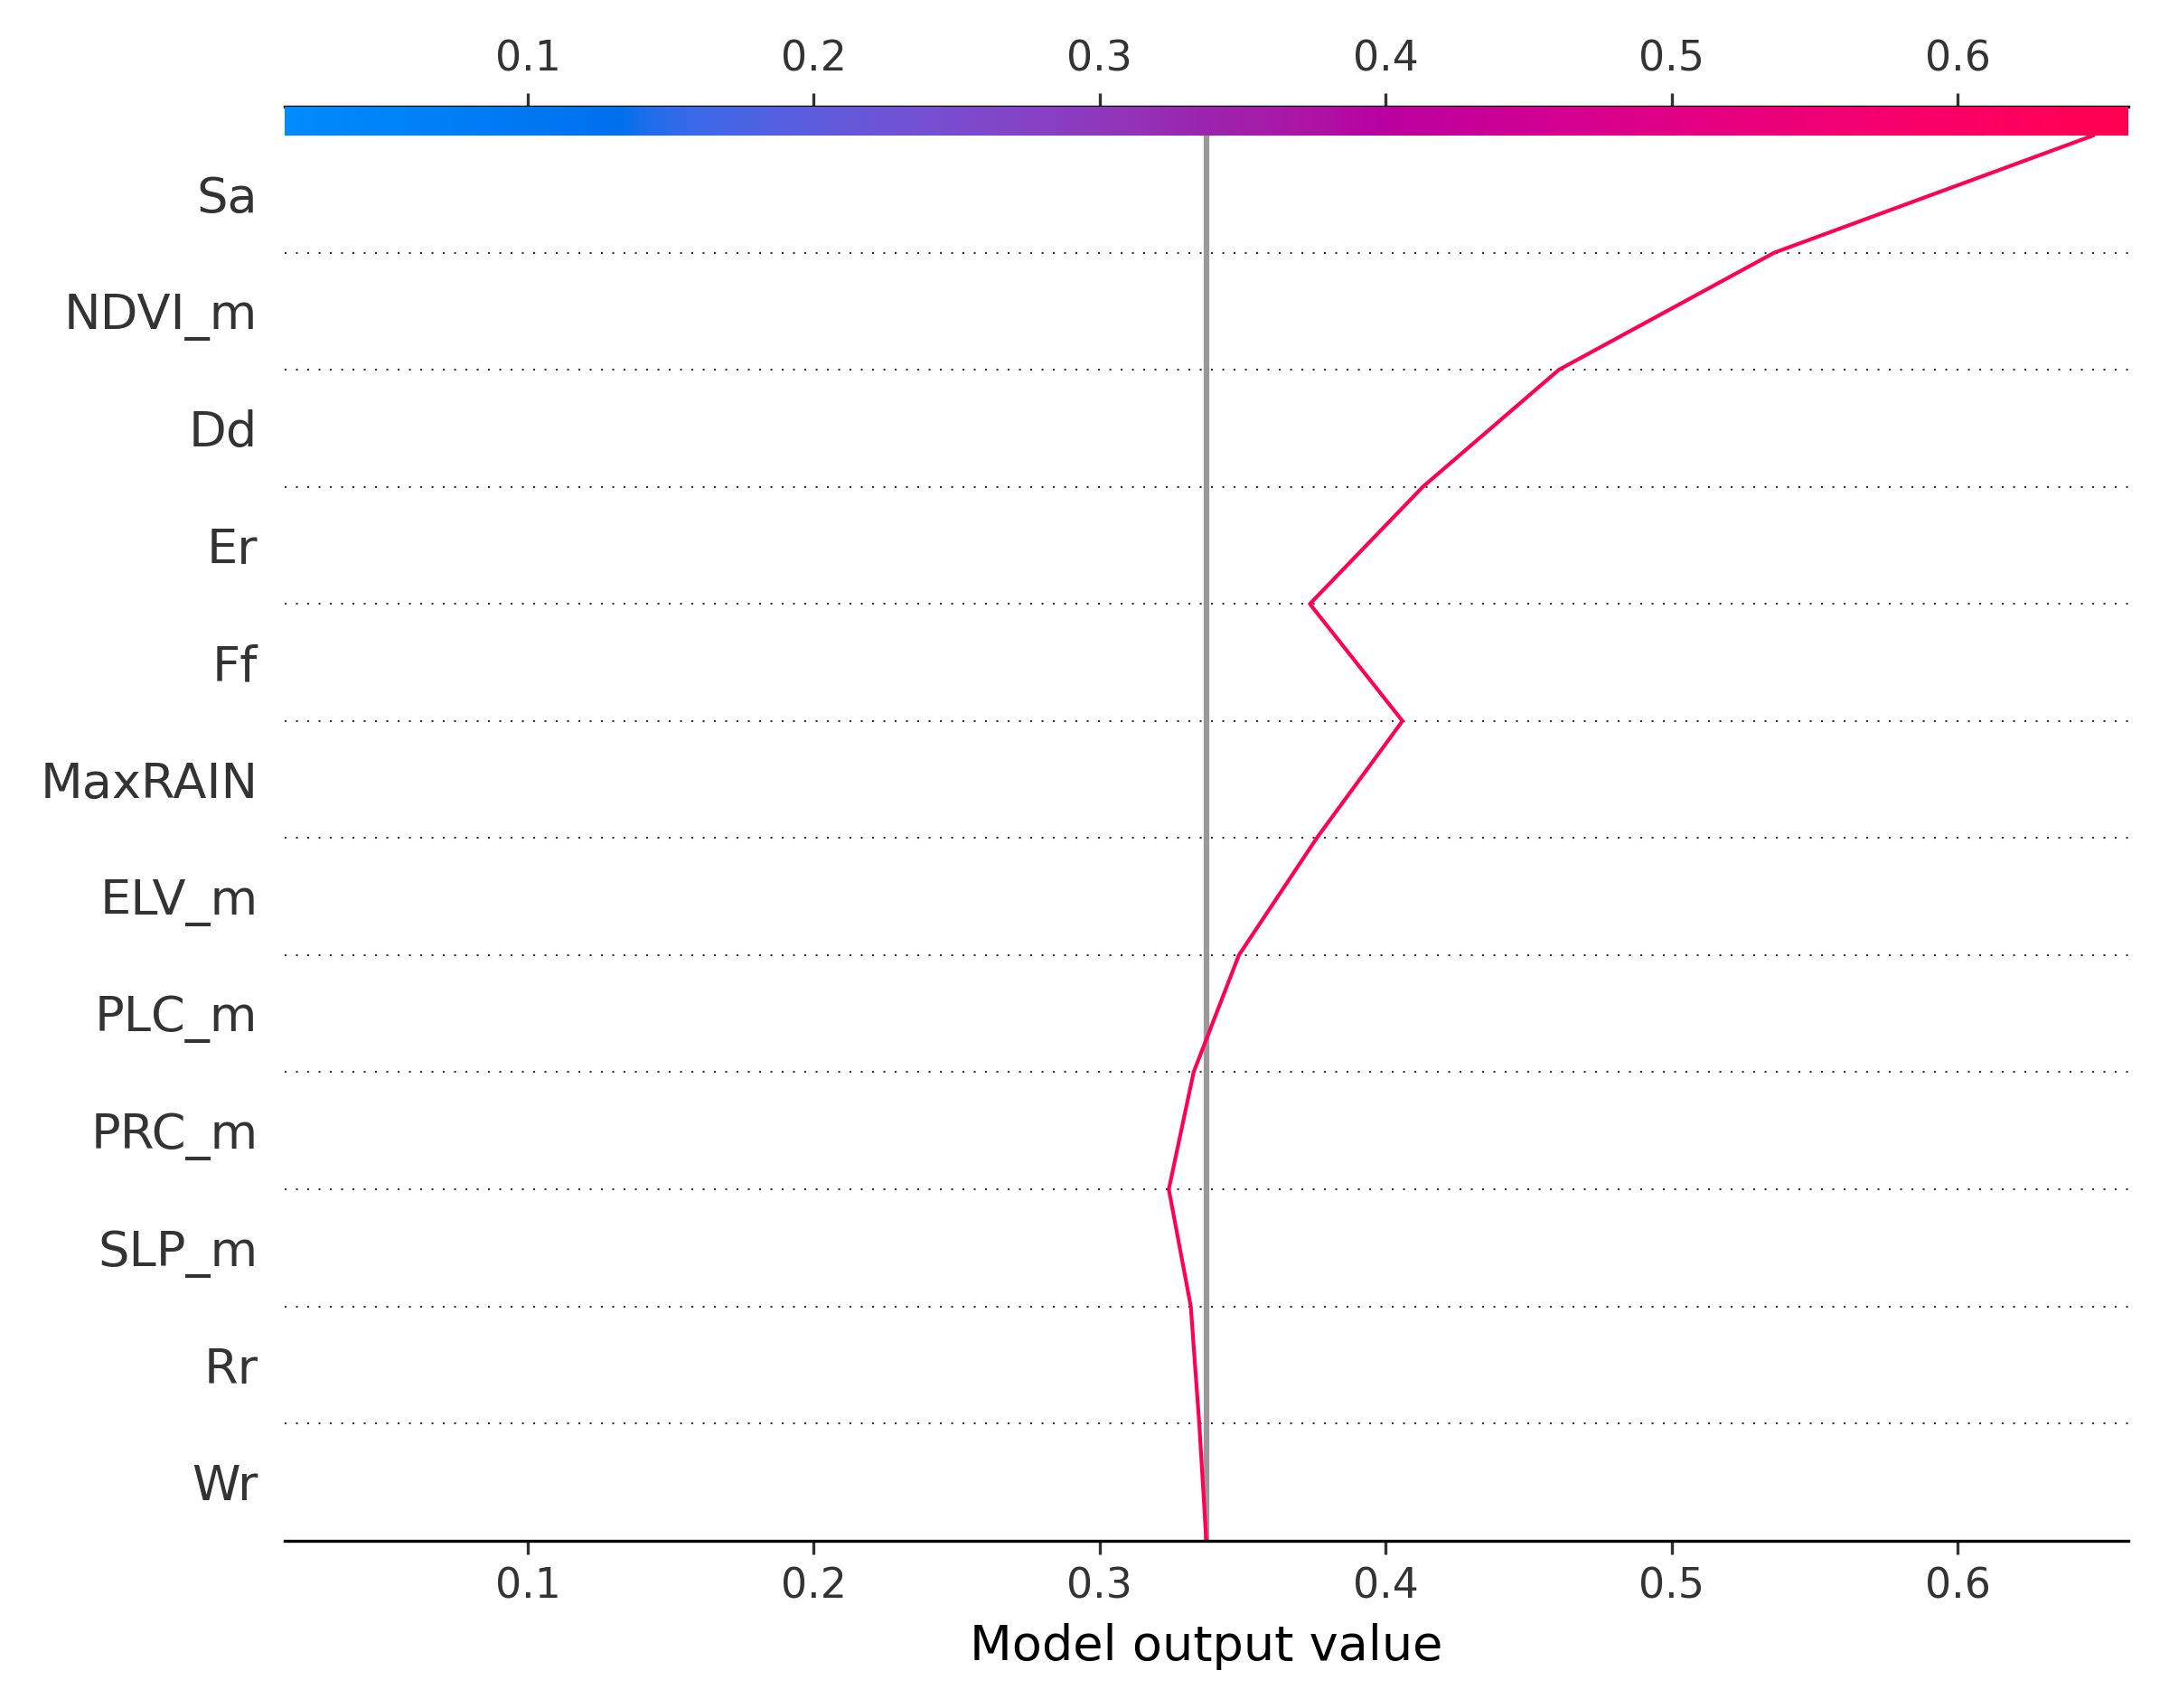 0.1 0.2 0.3 0.4 0.5 0.6
Sa
NDVI_m
Dd
Er
Ff
MaxRAIN
ELV_m
PLC_m
PRC_m
SLP_m
Rr
Wr
0.1 0.2 0.3 0.4 0.5 0.6
Model output value